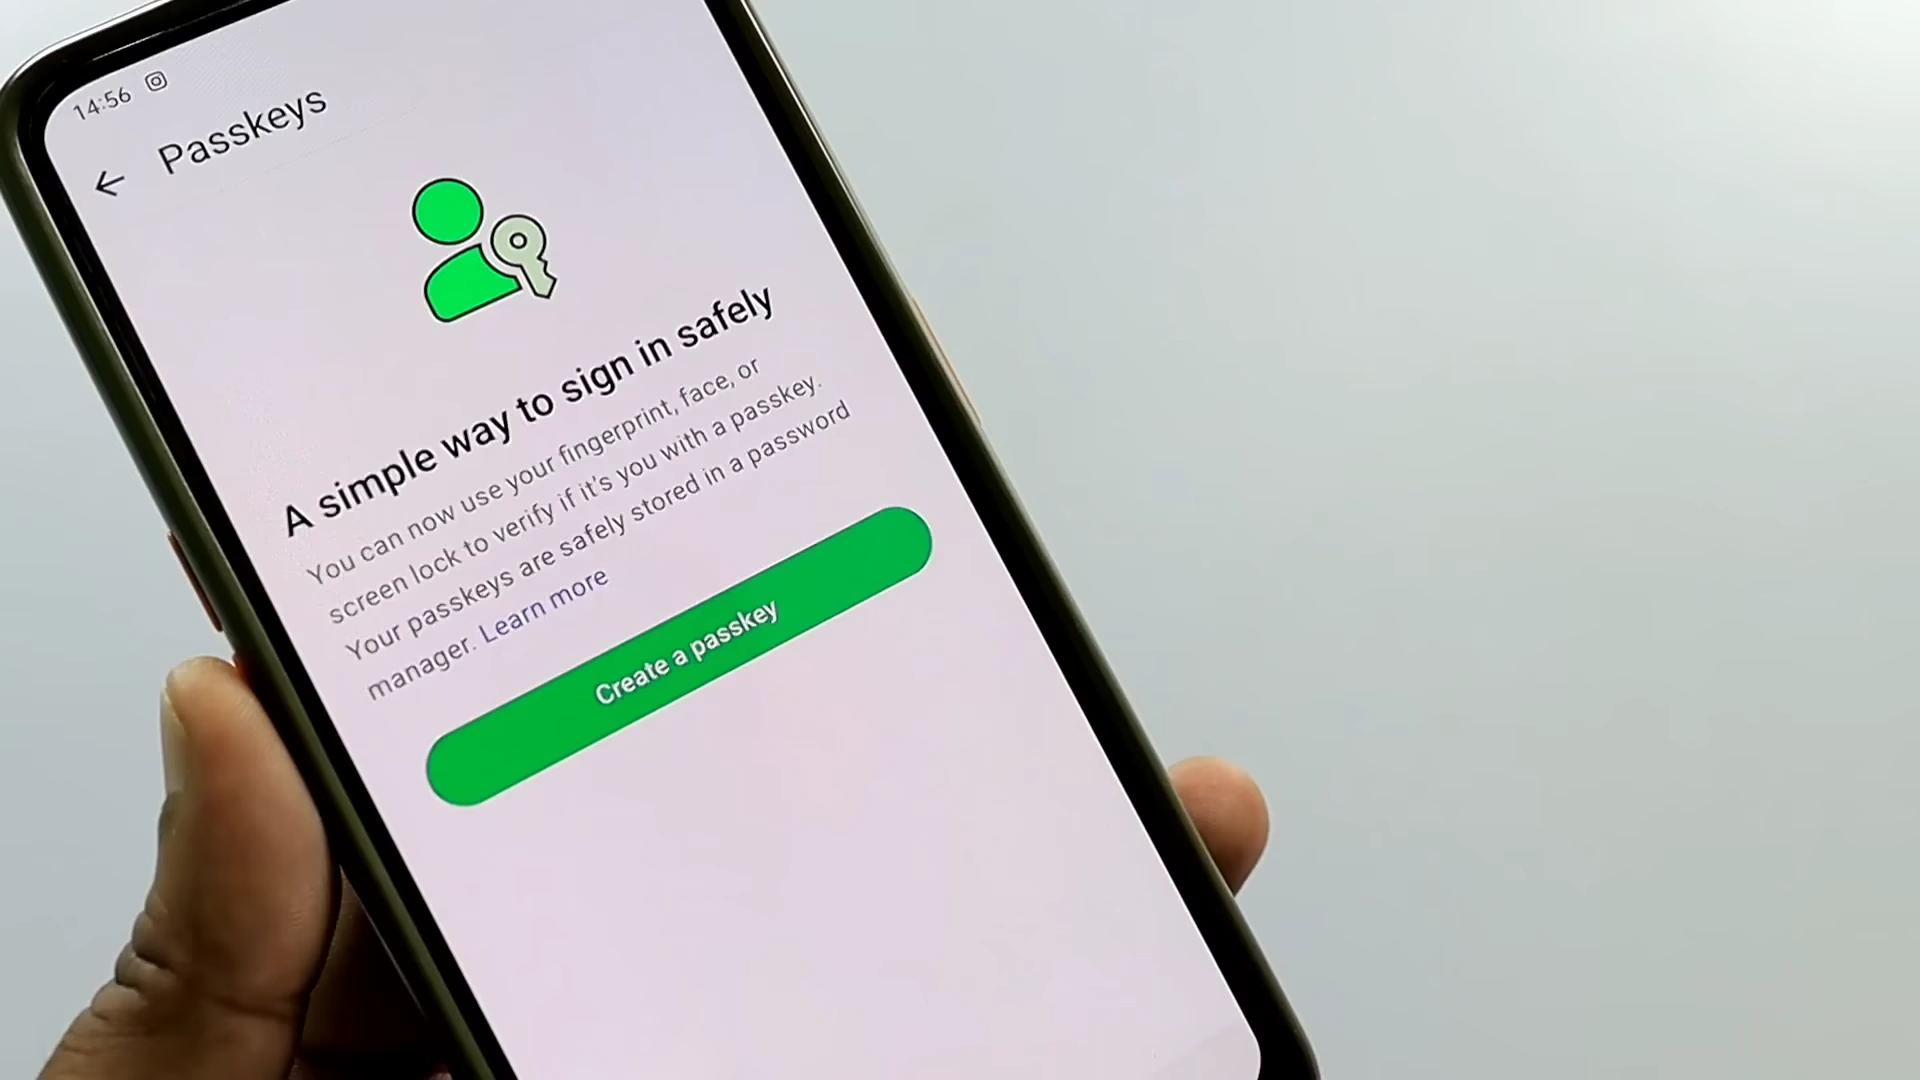 14:56
Passkeys
A simple way to sign in safely
You can now use your fingerprint, face, or
screen lock to verify if it's you with a passkey.
Your passkeys are safely stored in a password
manager. Learn more
Create a passkey